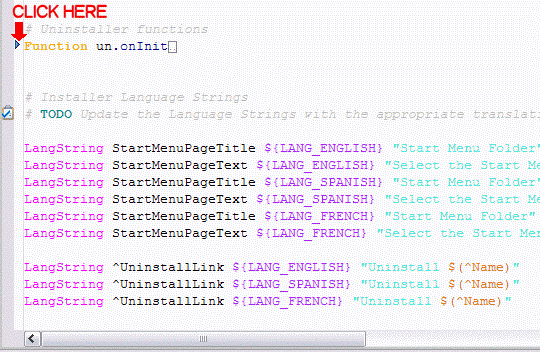 CLICK HERE
# Uninstaller functions
Function un.onInit
# Installer Language Strings
# TODO Update the Language Strings with the appropriate translati
LangString StartMenuPageTitle ${LANG_ENGLISH} "Start Menu Folder"
LangString StartMenuPageText ${LANG_ENGLISH} "Select the Start Me
LangString StartMenuPageTitle ${LANG_SPANISH} "Start Menu Folder"
LangString StartMenuPageText ${LANG_SPANISH} "Select the Start Me
LangString StartMenuPageTitle ${LANG_FRENCH} "Start Menu Folder"
LangString StartMenuPageText ${LANG_FRENCH} "Select the Start Men
LangString ^UninstallLink ${LANG_ENGLISH} "Uninstall $(^Name)"
LangString ^UninstallLink ${LANG_SPANISH} "Uninstall $(^Name)"
LangString ^UninstallLink ${LANG_FRENCH} "Uninstall $(^Name)"